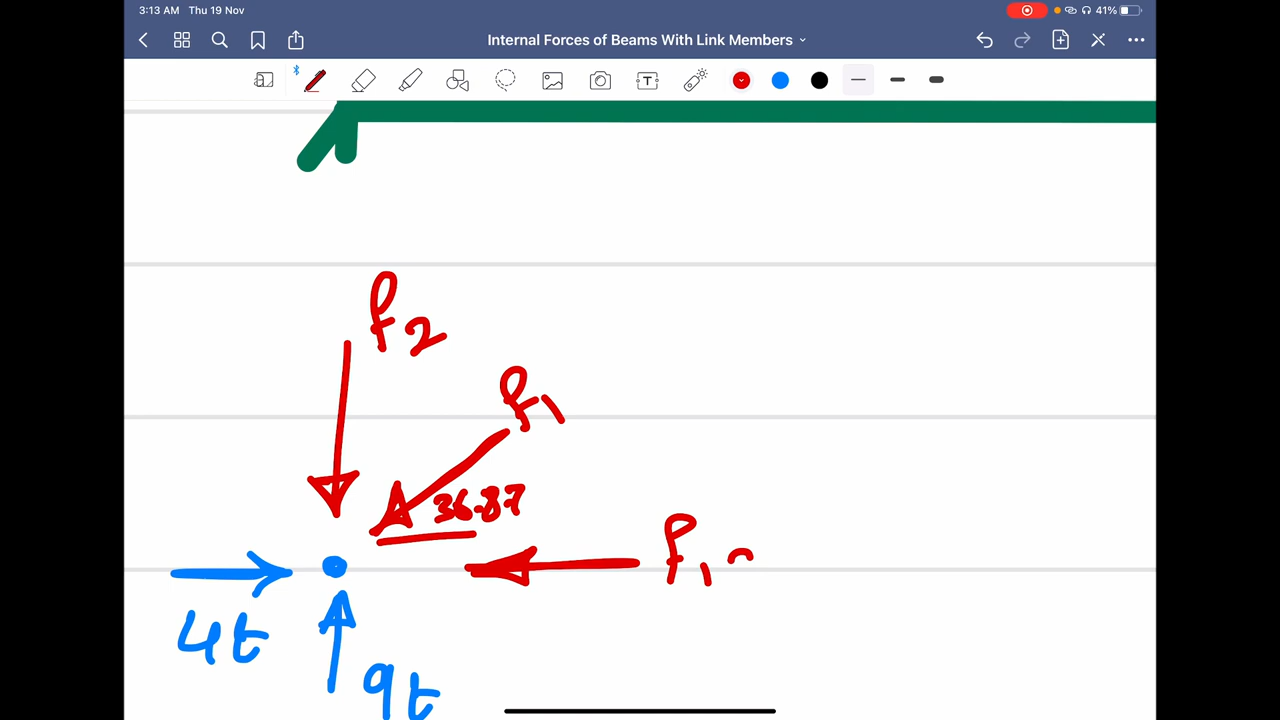 3:13 AM Thu 19 Nov
41%
Internal Forces of Beams With Link Members
T
F2
F1
36.87
F1
4t
9t